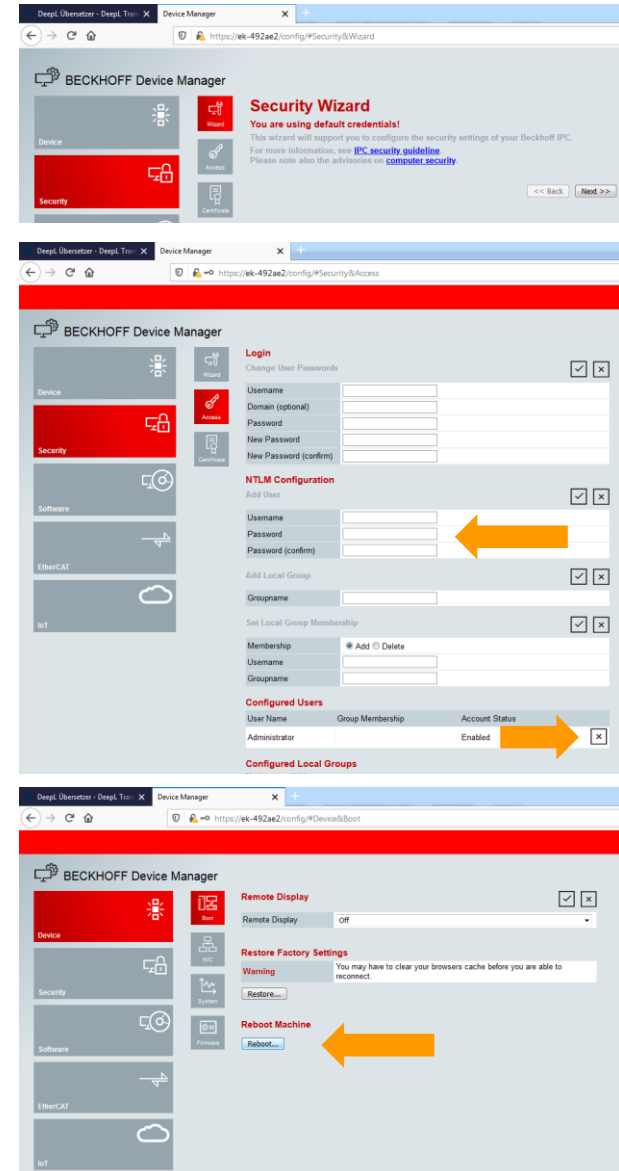 DeepL Übersetzer - DeepL Tran X Device Manager X +
https://ek-492ae2/config/#Security&Wizard
BECKHOFF Device Manager
Device
Security
Wizard
Access
Certificate
Security Wizard
You are using default credentials!
This wizard will support you to configure the security settings of your Beckhoff IPC.
For more information, see IPC security guideline.
Please note also the advisories on computer security.
<< Back Next >>
DeepL Übersetzer - DeepL Tran X Device Manager X +
https://ek-492ae2/config/#Security&Access
BECKHOFF Device Manager
Device
Security
Software
EtherCAT
IoT
Wizard
Access
Certificate
Login
Change User Passwords
Username
Domain (optional)
Password
New Password
New Password (confirm)
NTLM Configuration
Add User
Username
Password
Password (confirm)
Add Local Group
Groupname
Set Local Group Membership
Membership Add Delete
Username
Groupname
Configured Users
User Name Group Membership Account Status
Administrator Enabled
Configured Local Groups
DeepL Übersetzer - DeepL Tran X Device Manager X +
https://ek-492ae2/config/#Device&Boot
BECKHOFF Device Manager
Device
Security
Software
EtherCAT
IoT
Boot
NIC
System
Firmware
Remote Display
Remote Display Off
Restore Factory Settings
Warning You may have to clear your browsers cache before you are able to
reconnect.
Restore...
Reboot Machine
Reboot...